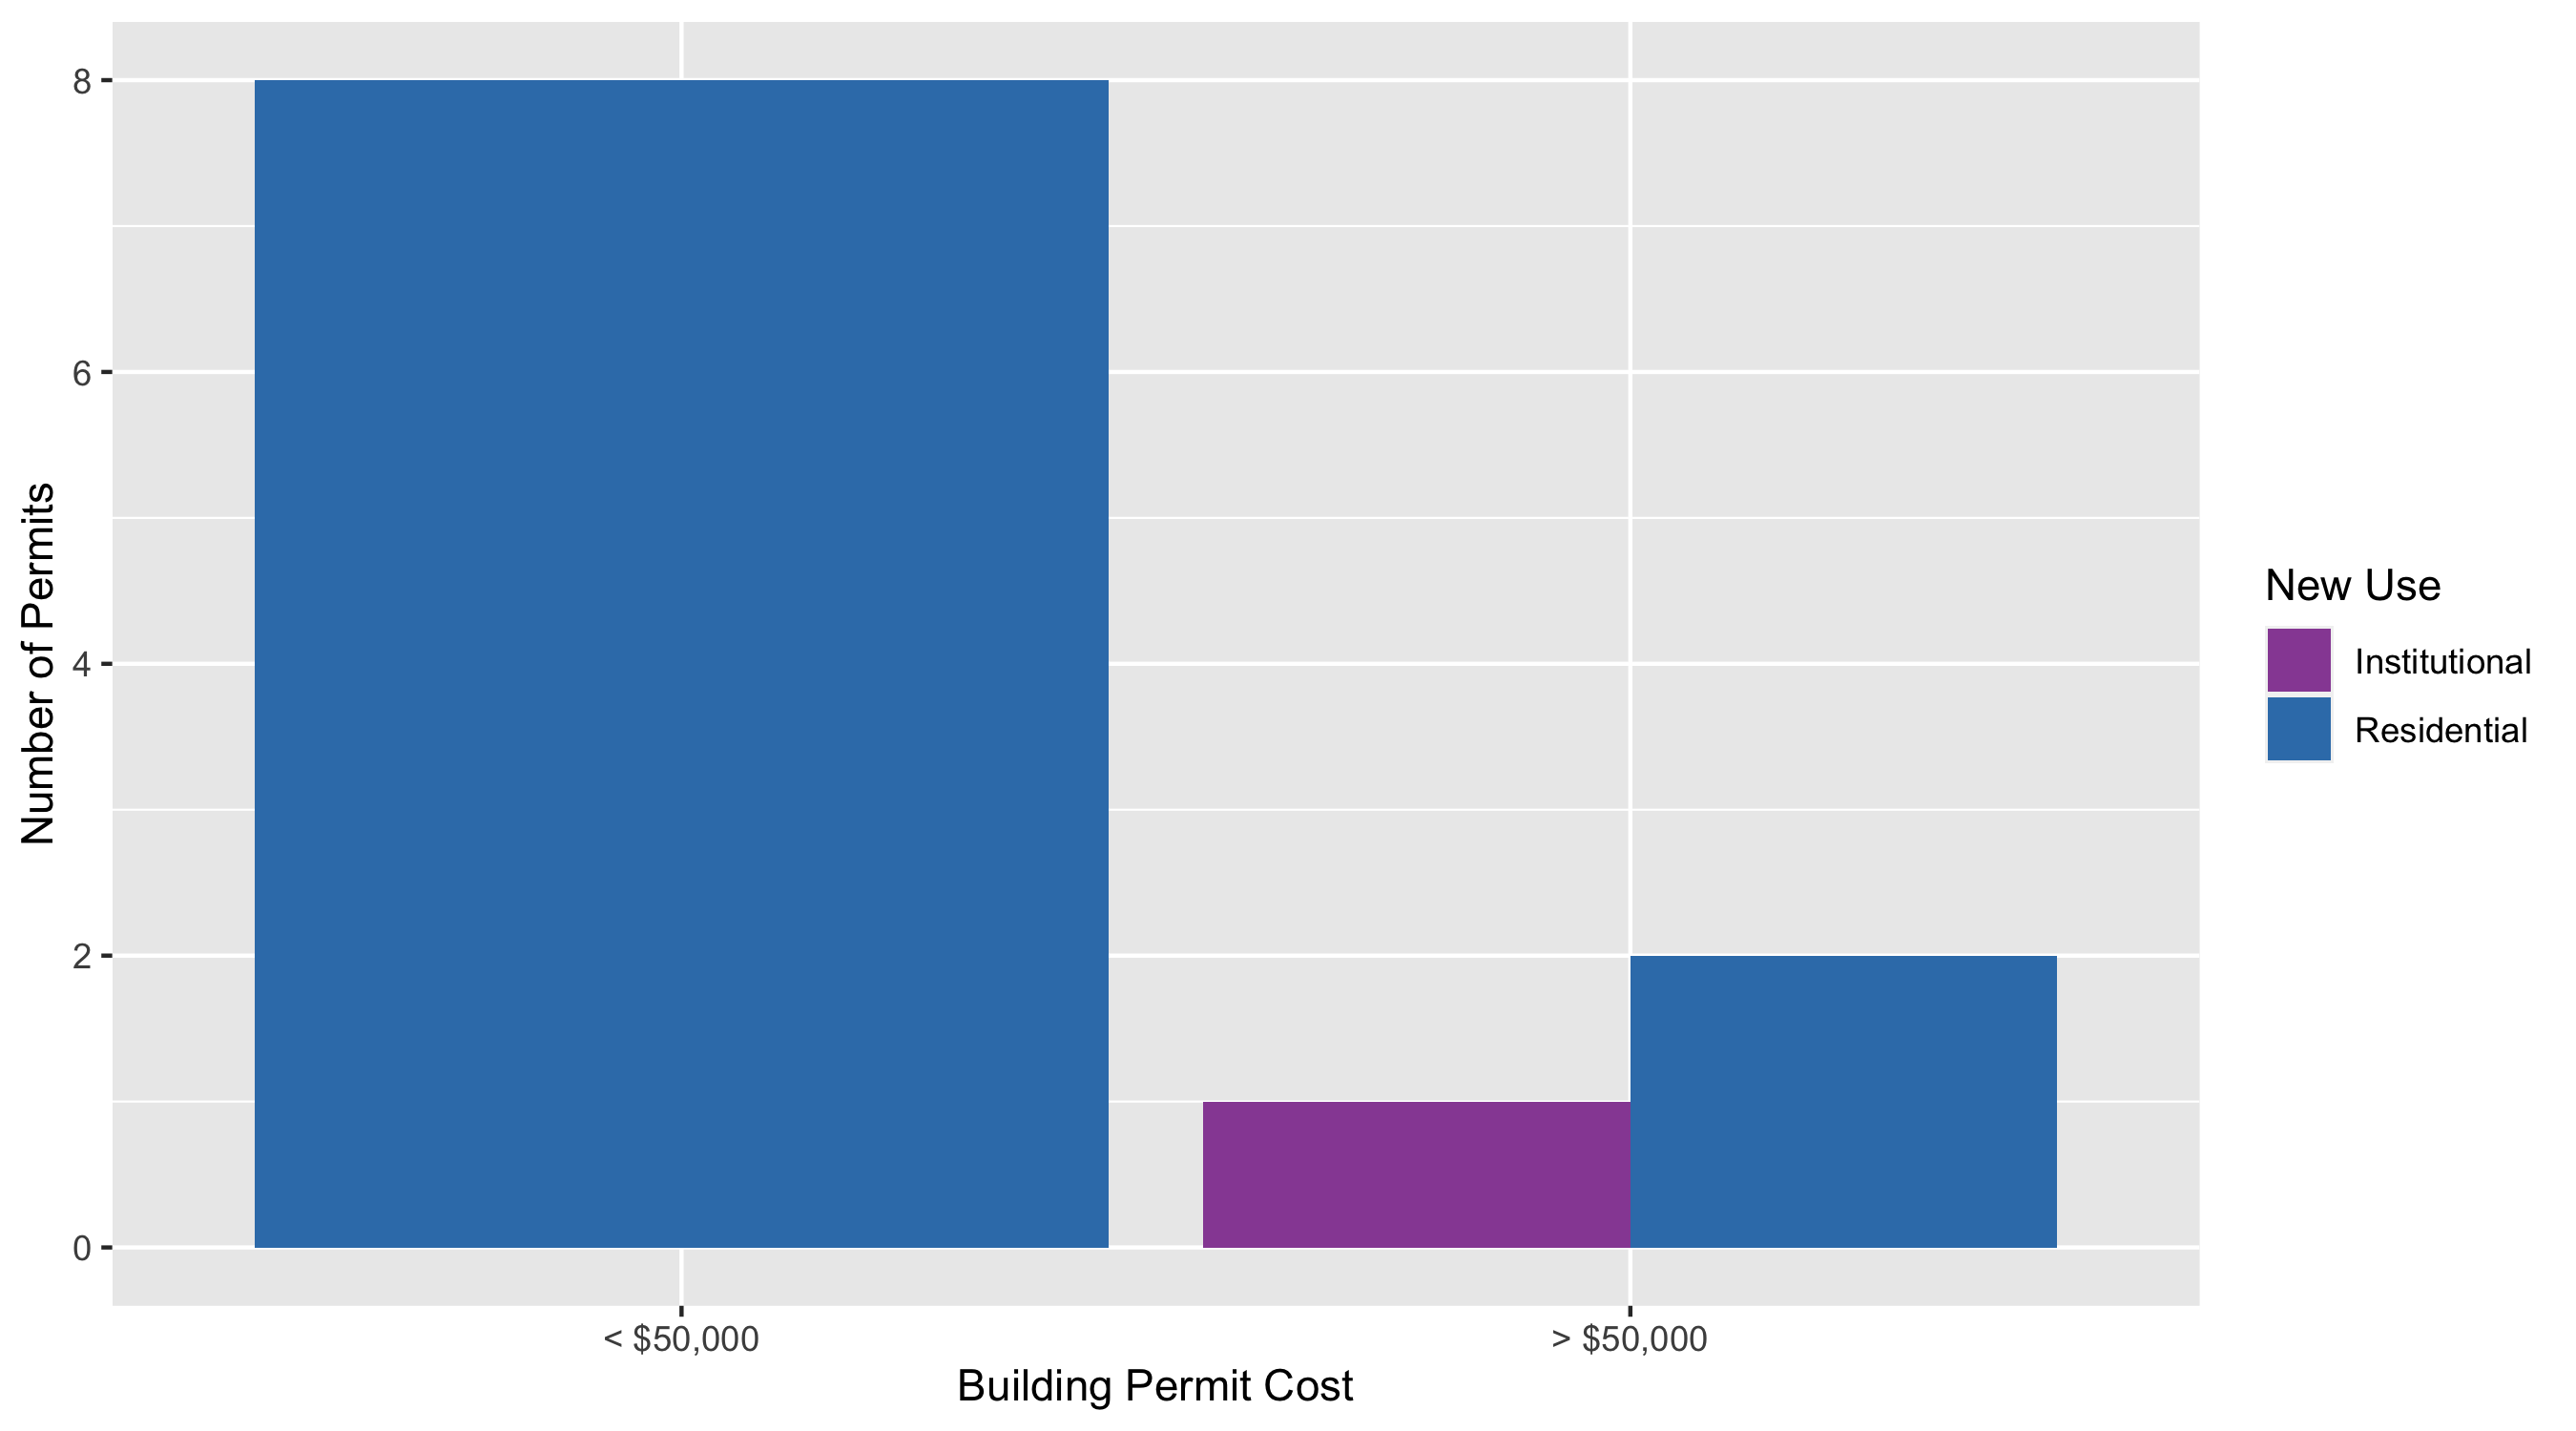 8
6
4
2
0
Number of Permits
< $50,000
> $50,000
Building Permit Cost
New Use
Institutional
Residential